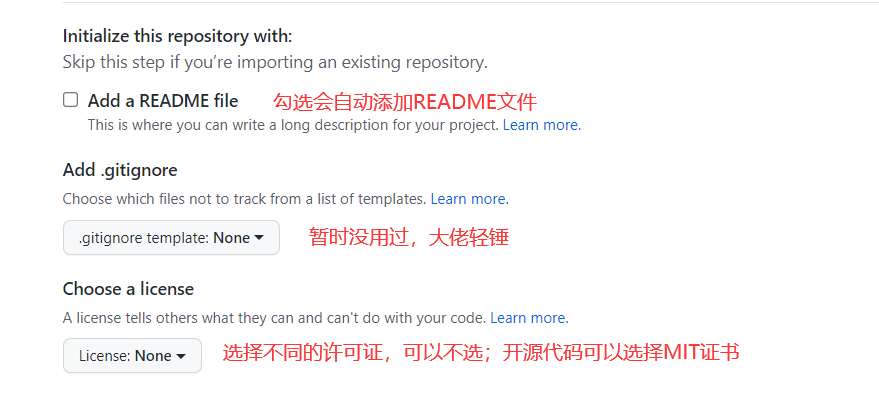 Initialize this repository with:
Skip this step if you're importing an existing repository.
Add a README file 勾选会自动添加README文件
This is where you can write a long description for your project. Learn more.
Add .gitignore
Choose which files not to track from a list of templates. Learn more.
.gitignore template: None 暂时没用过，大佬轻锤
Choose a license
A license tells others what they can and can't do with your code. Learn more.
License: None 选择不同的许可证，可以不选；开源代码可以选择MIT证书